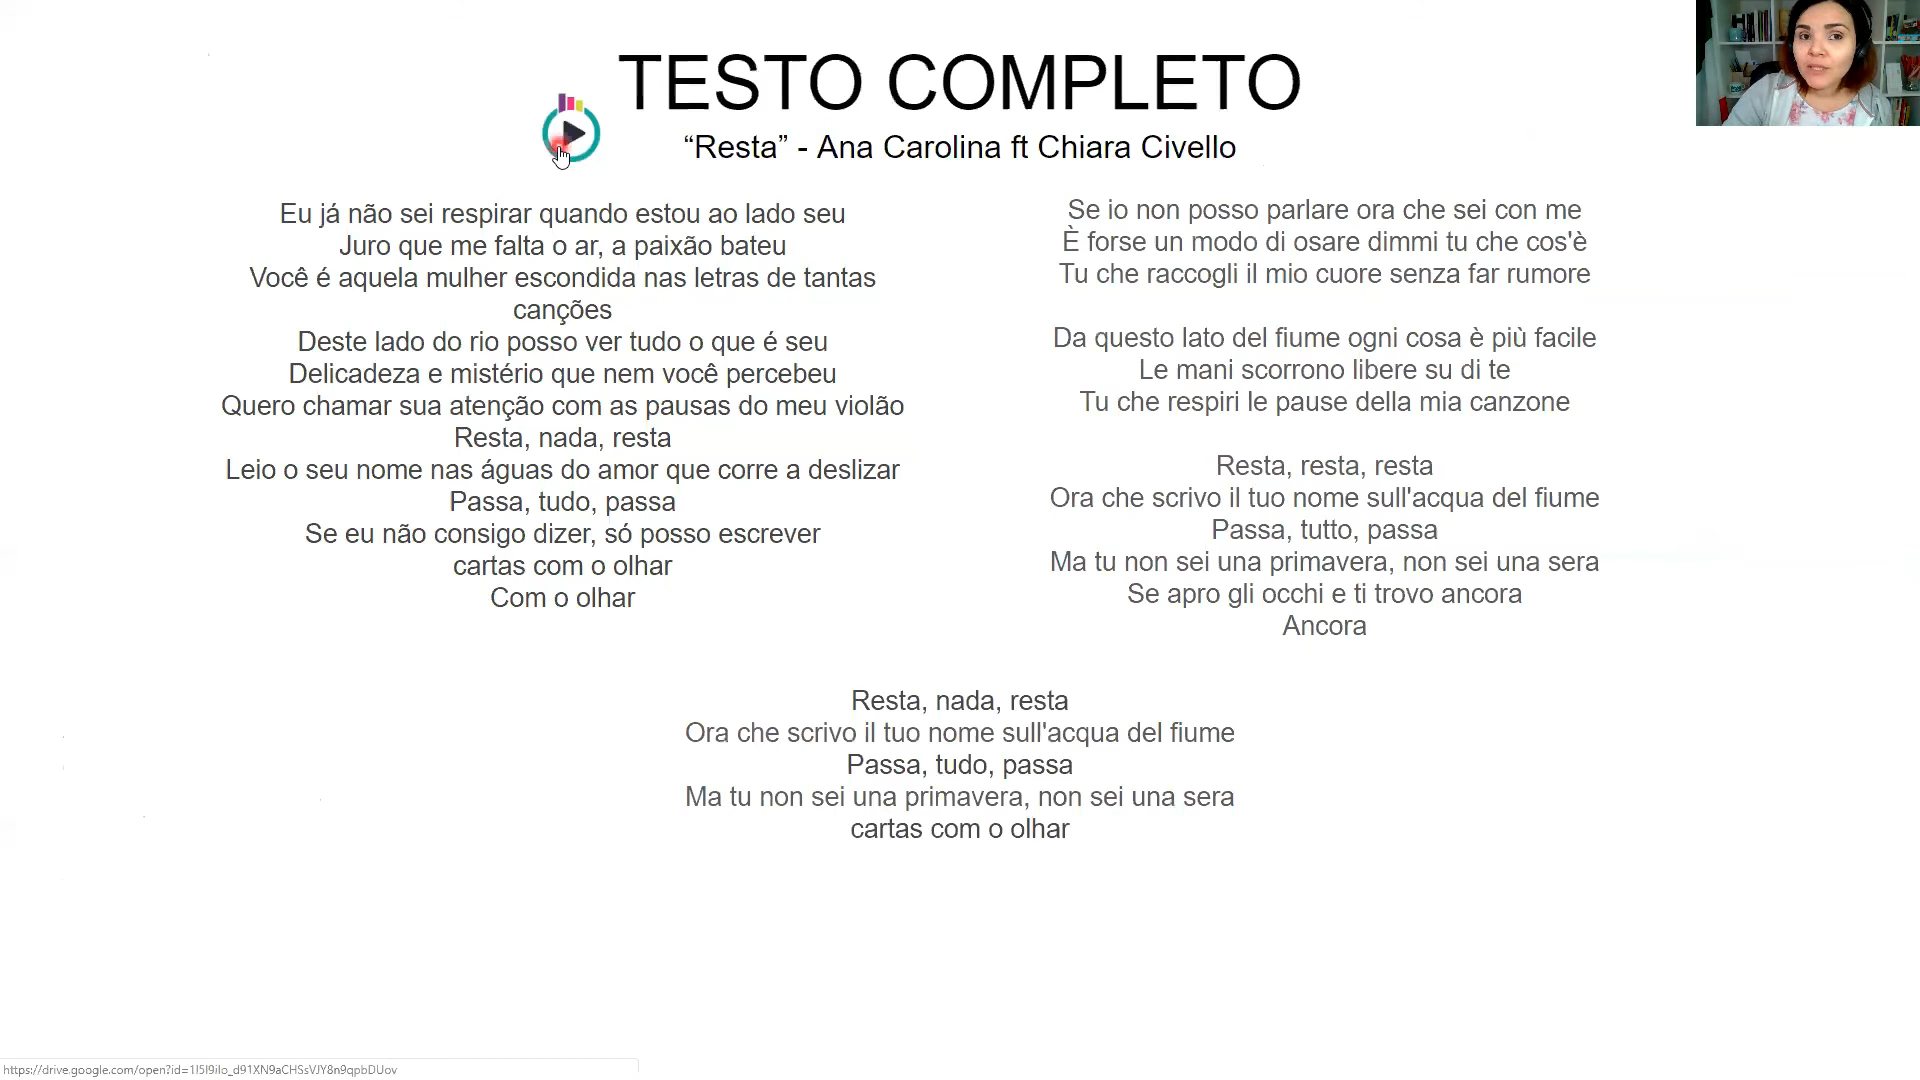 TESTO COMPLETO
“Resta” - Ana Carolina ft Chiara Civello
Eu já não sei respirar quando estou ao lado seu
Juro que me falta o ar, a paixão bateu
Você é aquela mulher escondida nas letras de tantas
canções
Deste lado do rio posso ver tudo o que é seu
Delicadeza e mistério que nem você percebeu
Quero chamar sua atenção com as pausas do meu violão
Resta, nada, resta
Leio o seu nome nas águas do amor que corre a deslizar
Passa, tudo, passa
Se eu não consigo dizer, só posso escrever
cartas com o olhar
Com o olhar
Se io non posso parlare ora che sei con me
È forse un modo di osare dimmi tu che cos'è
Tu che raccogli il mio cuore senza far rumore
Da questo lato del fiume ogni cosa è più facile
Le mani scorrono libere su di te
Tu che respiri le pause della mia canzone
Resta, resta, resta
Ora che scrivo il tuo nome sull'acqua del fiume
Passa, tutto, passa
Ma tu non sei una primavera, non sei una sera
Se apro gli occhi e ti trovo ancora
Ancora
Resta, nada, resta
Ora che scrivo il tuo nome sull'acqua del fiume
Passa, tudo, passa
Ma tu non sei una primavera, non sei una sera
cartas com o olhar